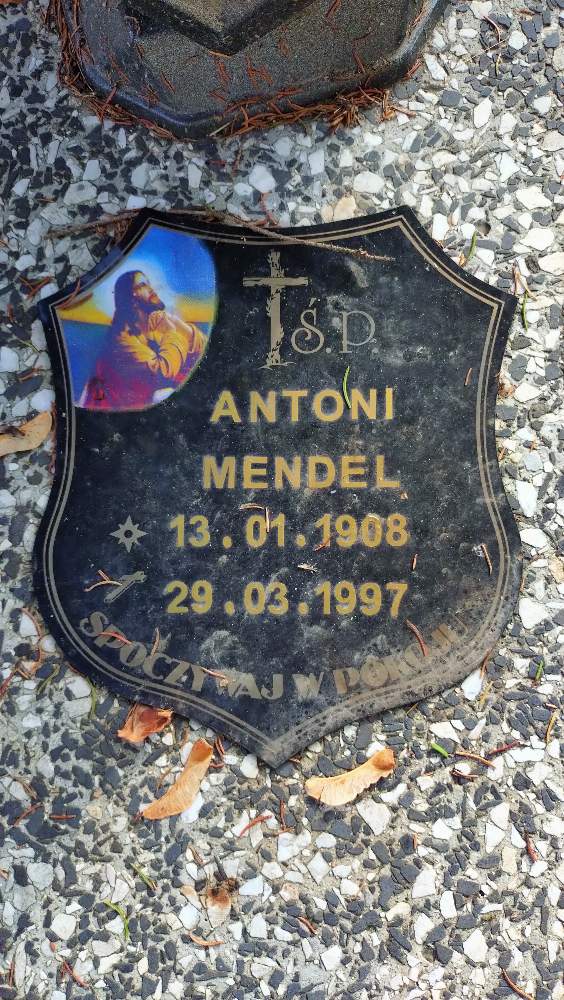 Ś.P.
ANTONI
MENDEL
13.01.1908
29.03.1997
SPOCZYWAJ W POKOJU